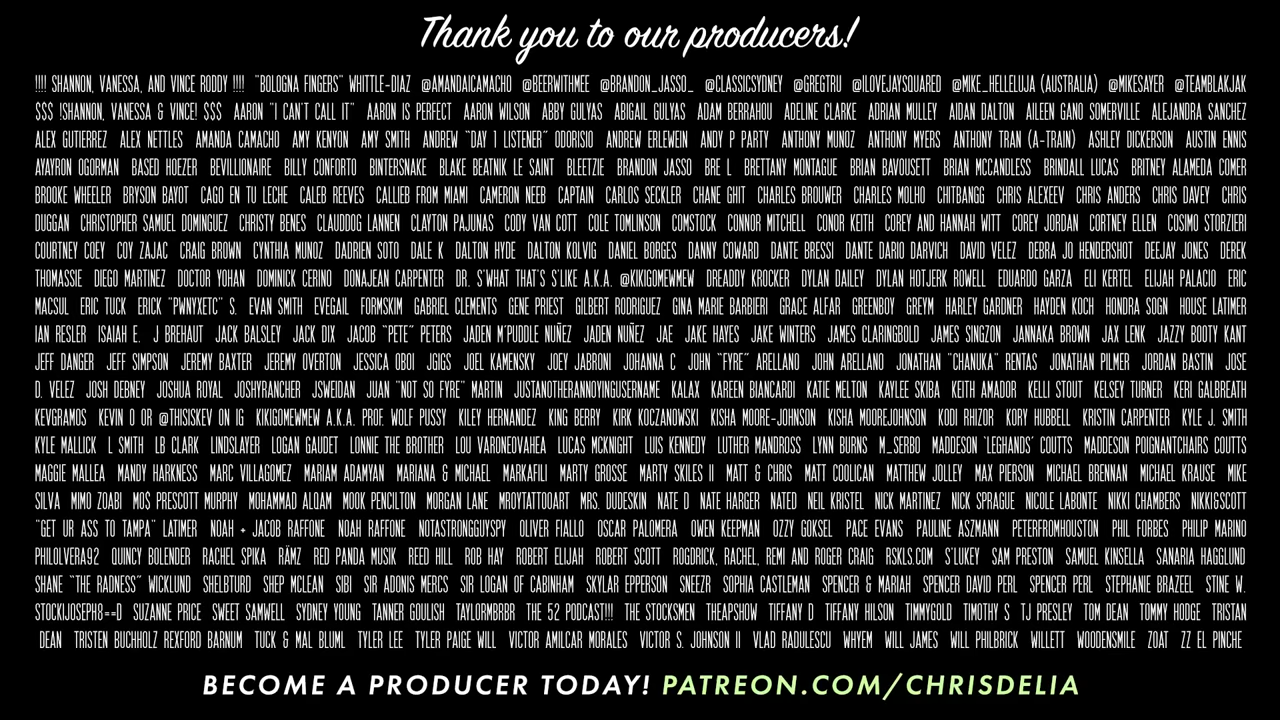 Thank you to our producers!
!!!! SHANNON, VANESSA, AND VINCE RODDY !!!! "BOLOGNA FINGERS" WHITTLE-DIAZ @AMANDAICAMACHO @BEERWITHMEE @BRANDON_JASSO_ @CLASSICSYDNEY @GREGTRU @ILOVEJAYSQUARED @MIKE_HELLELUJA (AUSTRALIA) @MIKESAYER @TEAMBLAKJAK
$$$ !SHANNON, VANESSA & VINCE! $$$ AARON "I CAN'T CALL IT" AARON IS PERFECT AARON WILSON ABBY GULYAS ABIGAIL GULYAS ADAM BERRAHOU ADELINE CLARKE ADRIAN MULLEY AIDAN DALTON AILEEN GANO SOMERVILLE ALEJANDRA SANCHEZ
ALEX GUTIERREZ ALEX NETTLES AMANDA CAMACHO AMY KENYON AMY SMITH ANDREW "DAY 1 LISTENER" ODORISIO ANDREW ERLEWEIN ANDY P PARTY ANTHONY MUNOZ ANTHONY MYERS ANTHONY TRAN (A-TRAIN) ASHLEY DICKERSON AUSTIN ENNIS
AYAYRON OGORMAN BASED HOEZER BEVILLIONAIRE BILLY CONFORTO BINTERSNAKE BLAKE BEATNIK LE SAINT BLEETZIE BRANDON JASSO BRE L BRETTANY MONTAGUE BRIAN BAVOUSETT BRIAN MCCANDLESS BRINDALL LUCAS BRITNEY ALAMEDA COMER
BROOKE WHEELER BRYSON BAYOT CAGO EN TU LECHE CALEB REEVES CALLIEB FROM MIAMI CAMERON NEEB CAPTAIN CARLOS SECKLER CHANE GHIT CHARLES BROUWER CHARLES MOLHO CHITBANGG CHRIS ALEXEEV CHRIS ANDERS CHRIS DAVEY CHRIS
DUGGAN CHRISTOPHER SAMUEL DOMINGUEZ CHRISTY BENES CLAUDDOG LANNEN CLAYTON PAJUNAS CODY VAN COTT COLE TOMLINSON COMSTOCK CONNOR MITCHELL CONOR KEITH COREY AND HANNAH WITT COREY JORDAN CORTNEY ELLEN COSIMO STORZIERI
COURTNEY COEY COY ZAJAC CRAIG BROWN CYNTHIA MUNOZ DADRIEN SOTO DALE K DALTON HYDE DALTON KOLVIG DANIEL BORGES DANNY COWARD DANTE BRESSI DANTE DARIO DARVICH DAVID VELEZ DEBRA JO HENDERSHOT DEEJAY JONES DEREK
THOMASSIE DIEGO MARTINEZ DOCTOR YOHAN DOMINICK CERINO DONAJEAN CARPENTER DR. S'WHAT THAT'S S'LIKE A.K.A. @KIKIGOMEWMEW DREADDY KROCKER DYLAN DAILEY DYLAN HOTJERK ROWELL EDUARDO GARZA ELI KERTEL ELIJAH PALACIO ERIC
MACSUL ERIC TUCK ERICK "PWNYXETC" S. EVAN SMITH EVEGAIL FORMSKIM GABRIEL CLEMENTS GENE PRIEST GILBERT RODRIGUEZ GINA MARIE BARBIERI GRACE ALFAR GREENBOY GREYM HARLEY GARDNER HAYDEN KOCH HONDRA SOGN HOUSE LATIMER
IAN RESLER ISAIAH E. J BREHAUT JACK BALSLEY JACK DIX JACOB "PETE" PETERS JADEN M'PUDDLE NUÑEZ JADEN NUÑEZ JAE JAKE HAYES JAKE WINTERS JAMES CLARINGBOLD JAMES SINGZON JANNAKA BROWN JAX LENK JAZZY BOOTY KANT
JEFF DANGER JEFF SIMPSON JEREMY BAXTER JEREMY OVERTON JESSICA OBOI JGIGS JOEL KAMENSKY JOEY JABRONI JOHANNA C JOHN "FYRE" ARELLANO JOHN ARELLANO JONATHAN "CHANUKA" RENTAS JONATHAN PILMER JORDAN BASTIN JOSE
D. VELEZ JOSH DEBNEY JOSHUA ROYAL JOSHYRANCHER JSWEIDAN JUAN "NOT SO FYRE" MARTIN JUSTANOTHERANNOYINGUSERNAME KALAX KAREEN BIANCARDI KATIE MELTON KAYLEE SKIBA KEITH AMADOR KELLI STOUT KELSEY TURNER KERI GALBREATH
KEVGRAMOS KEVIN O OR @THISISKEV ON IG KIKIGOMEWMEW A.K.A. PROF. WOLF PUSSY KILEY HERNANDEZ KING BERRY KIRK KOCZANOWSKI KISHA MOORE-JOHNSON KISHA MOOREJOHNSON KODI RHIZOR KORY HUBBELL KRISTIN CARPENTER KYLE J. SMITH
KYLE MALLICK L SMITH LB CLARK LINDSLAYER LOGAN GAUDET LONNIE THE BROTHER LOU VARONEOVAHEA LUCAS MCKNIGHT LUIS KENNEDY LUTHER MANDROSS LYNN BURNS M_SERBO MADDESON 'LEGHANDS' COUTTS MADDESON POIGNANTCHAIRS COUTTS
MAGGIE MALLEA MANDY HARKNESS MARC VILLAGOMEZ MARIAM ADAMYAN MARIANA & MICHAEL MARKAFILI MARTY GROSSE MARTY SKILES II MATT & CHRIS MATT COOLICAN MATTHEW JOLLEY MAX PIERSON MICHAEL BRENNAN MICHAEL KRAUSE MIKE
SILVA MIMO ZOABI MO$ PRESCOTT MURPHY MOHAMMAD ALQAM MOOK PENCILTON MORGAN LANE MROYTATTOOART MRS. DUDESKIN NATE D NATE HARGER NATED NEIL KRISTEL NICK MARTINEZ NICK SPRAGUE NICOLE LABONTE NIKKI CHAMBERS NIKKI&SCOTT
"GET UR ASS TO TAMPA" LATIMER NOAH + JACOB RAFFONE NOAH RAFFONE NOTASTRONGGUYSPY OLIVER FIALLO OSCAR PALOMERA OWEN KEEPMAN OZZY GOKSEL PACE EVANS PAULINE ASZMANN PETERFROMHOUSTON PHIL FORBES PHILIP MARINO
PHILOLVERA92 QUINCY BOLENDER RACHEL SPIKA RÄMZ RED PANDA MUSIK REED HILL ROB HAY ROBERT ELIJAH ROBERT SCOTT RODDRICK, RACHEL, REMI AND ROGER CRAIG RSKLS.COM S'LUKEY SAM PRESTON SAMUEL KINSELLA SANARIA HAGGLUND
SHANE "THE RADNESS" WICKLUND SHELBTURD SHEP MCLEAN SIBI SIR ADONIS MERCS SIR LOGAN OF CABINHAM SKYLAR EPPERSON SNEEZR SOPHIA CASTLEMAN SPENCER & MARIAH SPENCER DAVID PERL SPENCER PERL STEPHANIE BRAZEEL STINE W.
STOCKIJOSEPH8==D SUZANNE PRICE SWEET SAMWELL SYDNEY YOUNG TANNER GOULISH TAYLORMBRBR THE 52 PODCAST!!! THE STOCKSMEN THEAPSHOW TIFFANY D TIFFANY HILSON TIMMYGOLD TIMOTHY S TJ PRESLEY TOM DEAN TOMMY HODGE TRISTAN
DEAN TRISTEN BUCHHOLZ REXFORD BARNUM TUCK & MAL BLUML TYLER LEE TYLER PAIGE WILL VICTOR AMILCAR MORALES VICTOR S. JOHNSON II VLAD RADULESCU WHYEM WILL JAMES WILL PHILBRICK WILLETT WOODENSMILE ZOAT ZZ EL PINCHE
BECOME A PRODUCER TODAY! PATREON.COM/CHRISDELIA